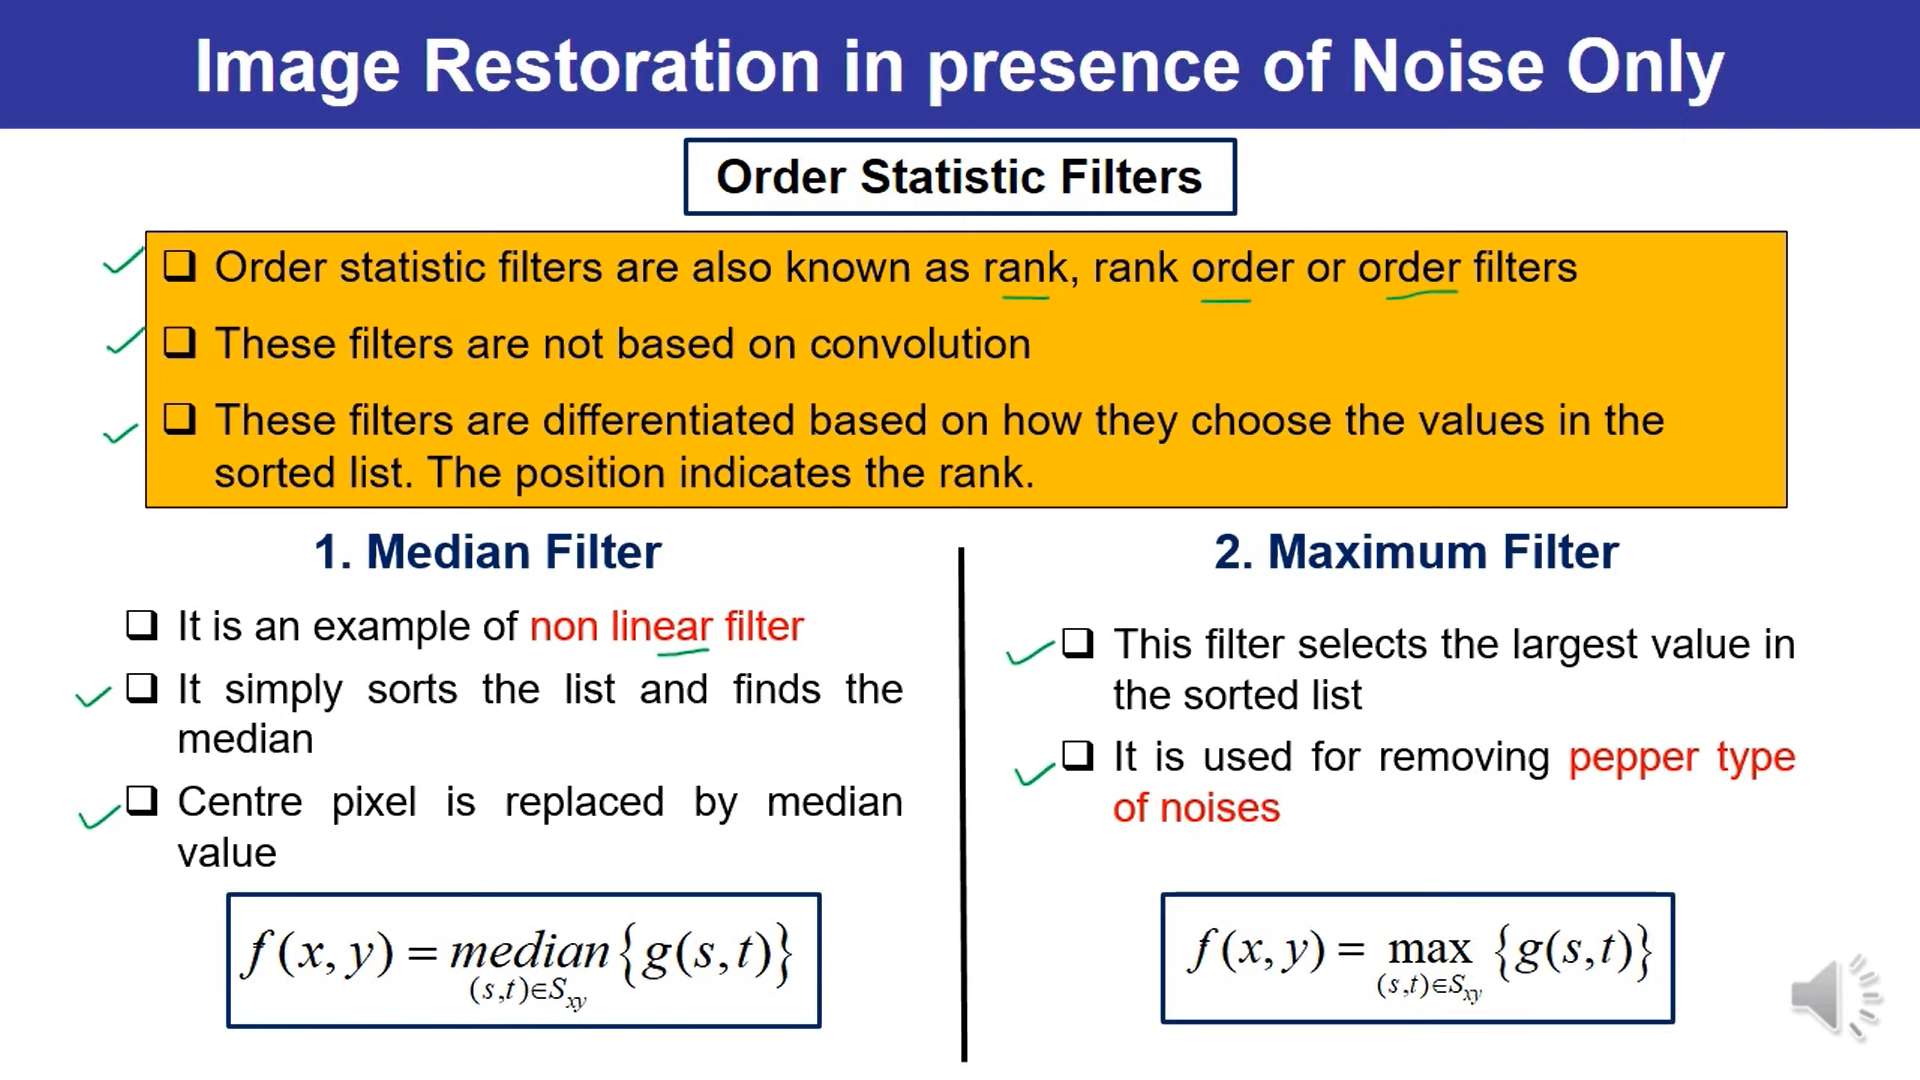 Image Restoration in presence of Noise Only
Order Statistic Filters
❑ Order statistic filters are also known as rank, rank order or order filters
❑ These filters are not based on convolution
❑ These filters are differentiated based on how they choose the values in the
sorted list. The position indicates the rank.
1. Median Filter
❑ It is an example of non linear filter
❑ It simply sorts the list and finds the
median
❑ Centre pixel is replaced by median
value
f(x, y) = median{g(s,t)}
(s,t)∈Sxy
2. Maximum Filter
❑ This filter selects the largest value in
the sorted list
❑ It is used for removing pepper type
of noises
f(x, y) = max {g(s,t)}
(s,t)∈Sxy